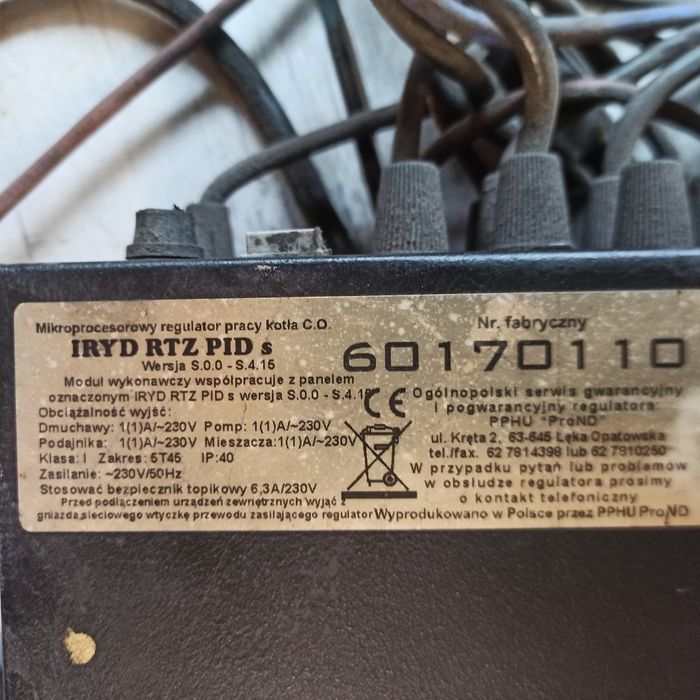 Mikroprocesorowy regulator pracy kotła C.O.
IRYD RTZ PID s
Wersja S.0.0 - S.4.15
Moduł wykonawczy współpracuje z panelem
oznaczonym IRYD RTZ PID s wersja S.0.0 - S.4.15
Obciążalność wyjść:
Dmuchawy: 1(1)A/~230V Pomp: 1(1)A/~230V
Podajnika: 1(1)A/~230V Mieszacza:1(1)A/~230V
Klasa: I Zakres: 5T45 IP:40
Zasilanie: ~230V/50Hz
Stosować bezpiecznik topikowy 6,3A/230V
Przed podłączeniem urządzeń zewnętrznych wyjąć z
gniazda sieciowego wtyczkę przewodu zasilającego regulator
CE
Nr. fabryczny
60170110
Ogólnopolski serwis gwarancyjny
i pogwarancyjny regulatora:
PPHU "ProND"
ul. Kręta 2, 63-645 Łęka Opatowska
tel./fax. 62 7814398 lub 62 7810250
W przypadku pytań lub problemów
w obsłudze regulatora prosimy
o kontakt telefoniczny
Wyprodukowano w Polsce przez PPHU ProND